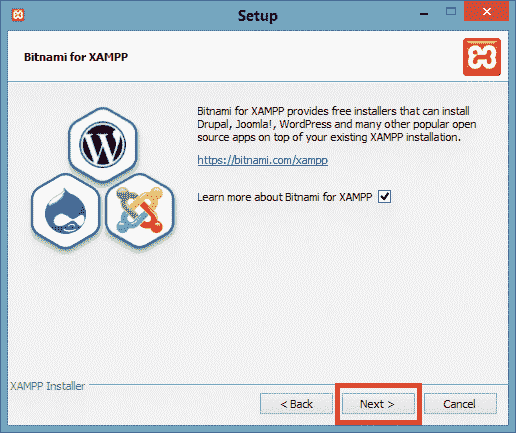 Setup
Bitnami for XAMPP
Bitnami for XAMPP provides free installers that can install
Drupal, Joomla!, WordPress and many other popular open
source apps on top of your existing XAMPP installation.
https://bitnami.com/xampp
Learn more about Bitnami for XAMPP
XAMPP Installer
< Back
Next >
Cancel